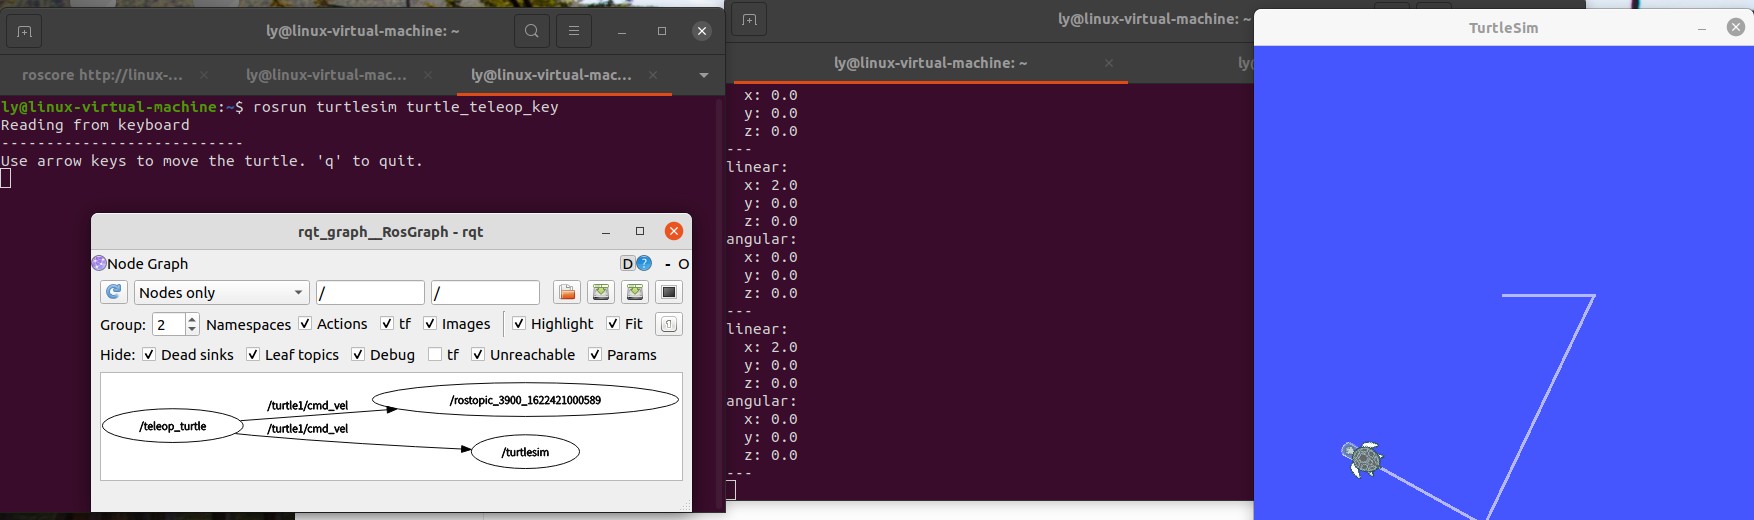 ly@linux-virtual-machine: ~
roscore http://linux-...
ly@linux-virtual-mac...
ly@linux-virtual-mac...
ly@linux-virtual-machine:~$ rosrun turtlesim turtle_teleop_key
Reading from keyboard
---------------------------
Use arrow keys to move the turtle. 'q' to quit.
rqt_graph__RosGraph - rqt
Node Graph
D ? - O
Nodes only
/
/
Group: 2 Namespaces Actions tf Images Highlight Fit
Hide: Dead sinks Leaf topics Debug tf Unreachable Params
/teleop_turtle
/turtle1/cmd_vel
/turtle1/cmd_vel
/rostopic_3900_1622421000589
/turtlesim
ly@linux-virtual-machine: ~
ly@linux-virtual-machine: ~
ly
x: 0.0
y: 0.0
z: 0.0
---
linear:
x: 2.0
y: 0.0
z: 0.0
angular:
x: 0.0
y: 0.0
z: 0.0
---
linear:
x: 2.0
y: 0.0
z: 0.0
angular:
x: 0.0
y: 0.0
z: 0.0
---
TurtleSim